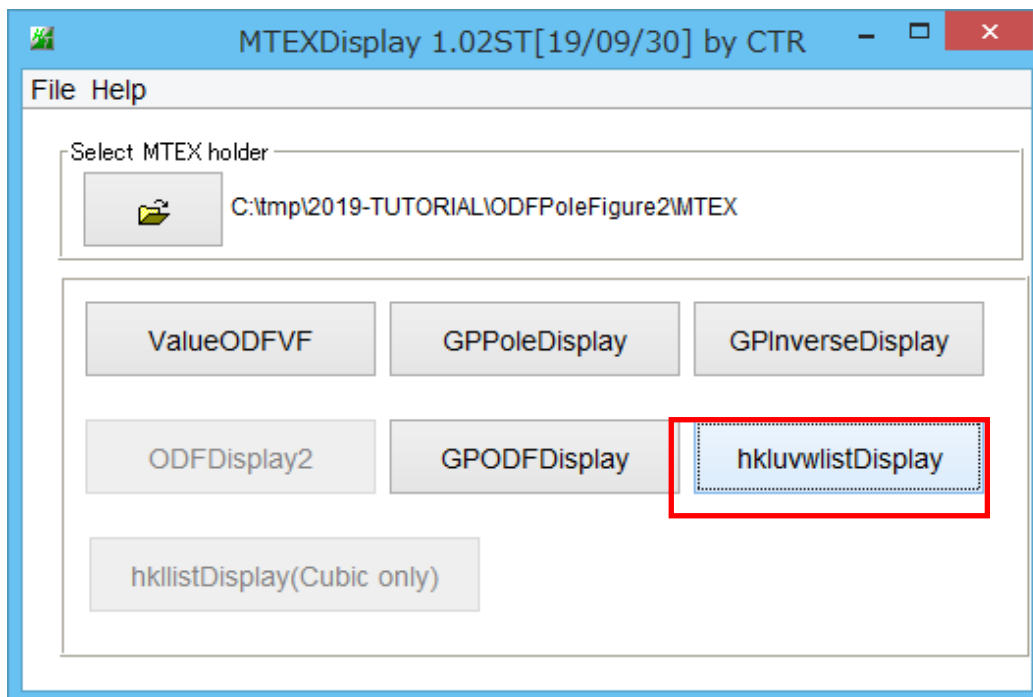 MTEXDisplay 1.02ST[19/09/30] by CTR
File Help
Select MTEX holder
C:\tmp\2019-TUTORIAL\ODFPoleFigure2\MTEX
ValueODFVF GPPoleDisplay GPInverseDisplay
ODFDisplay2 GPODFDisplay hkluvwlistDisplay
hkllistDisplay(Cubic only)